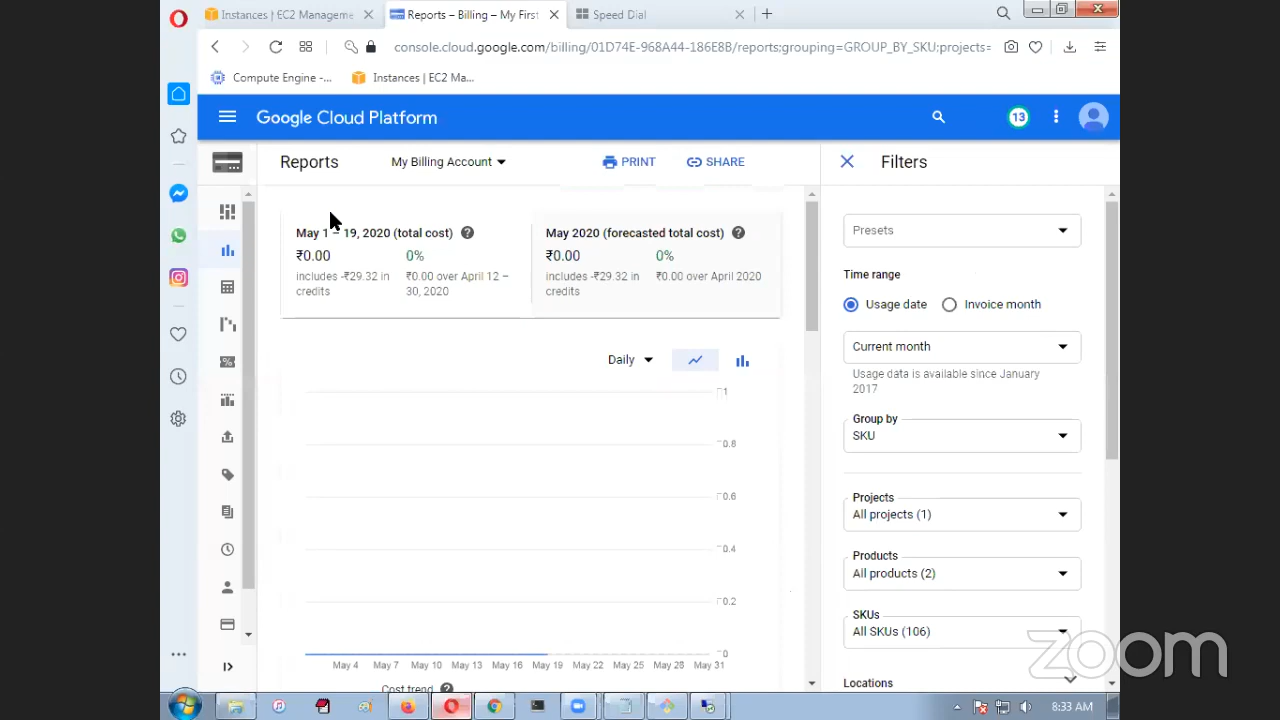 Instances | EC2 Manageme
Reports – Billing – My First
Speed Dial
console.cloud.google.com/billing/01D74E-968A44-186E8B/reports;grouping=GROUP_BY_SKU;projects=
Compute Engine -...
Instances | EC2 Ma...
Google Cloud Platform
13
Reports
My Billing Account
PRINT
SHARE
Filters
May 1 – 19, 2020 (total cost)
₹0.00
0%
includes -₹29.32 in
credits
₹0.00 over April 12 –
30, 2020
May 2020 (forecasted total cost)
₹0.00
0%
includes -₹29.32 in
credits
₹0.00 over April 2020
Presets
Time range
Usage date
Invoice month
Current month
Usage data is available since January
2017
Group by
SKU
Projects
All projects (1)
Products
All products (2)
SKUs
All SKUs (106)
Locations
Daily
1
0.8
0.6
0.4
0.2
0
May 4 May 7 May 10 May 13 May 16 May 19 May 22 May 25 May 28 May 31
Cost trend
zoom
8:33 AM